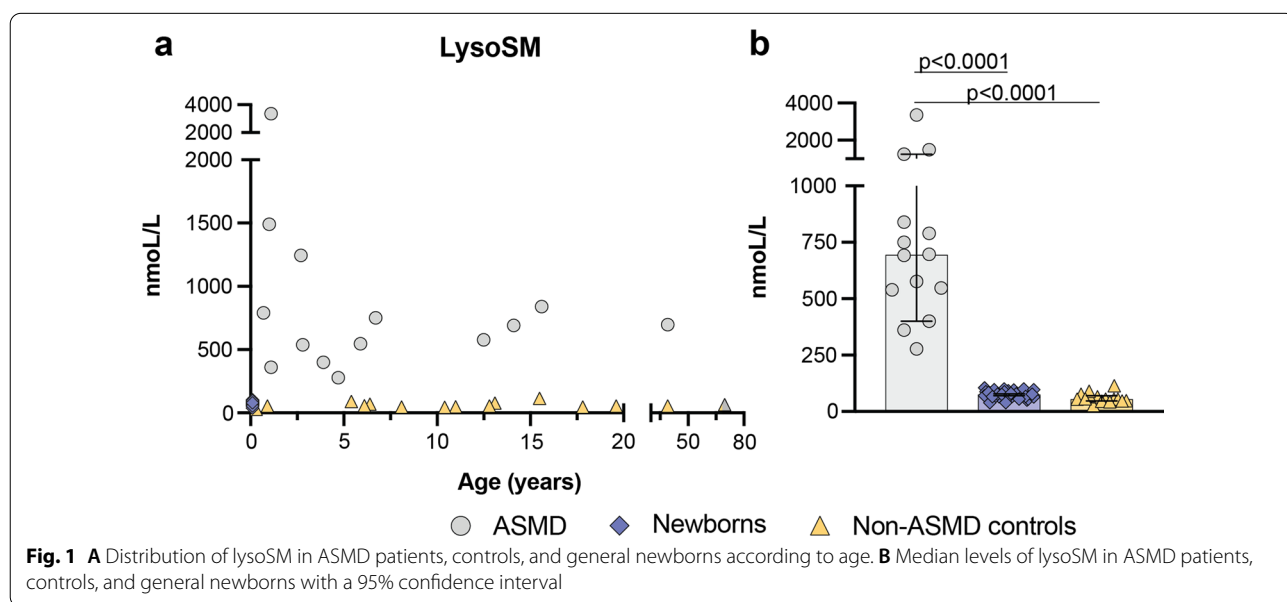 a
LysoSM
4000
2000
2000
1500
1000
500
0
nmoL/L
0 5 10 15 20 50 80
Age (years)
b
p<0.0001
p<0.0001
4000
2000
1000
750
500
250
0
nmoL/L
ASMD Newborns Non-ASMD controls
Fig. 1 A Distribution of lysoSM in ASMD patients, controls, and general newborns according to age. B Median levels of lysoSM in ASMD patients,
controls, and general newborns with a 95% confidence interval